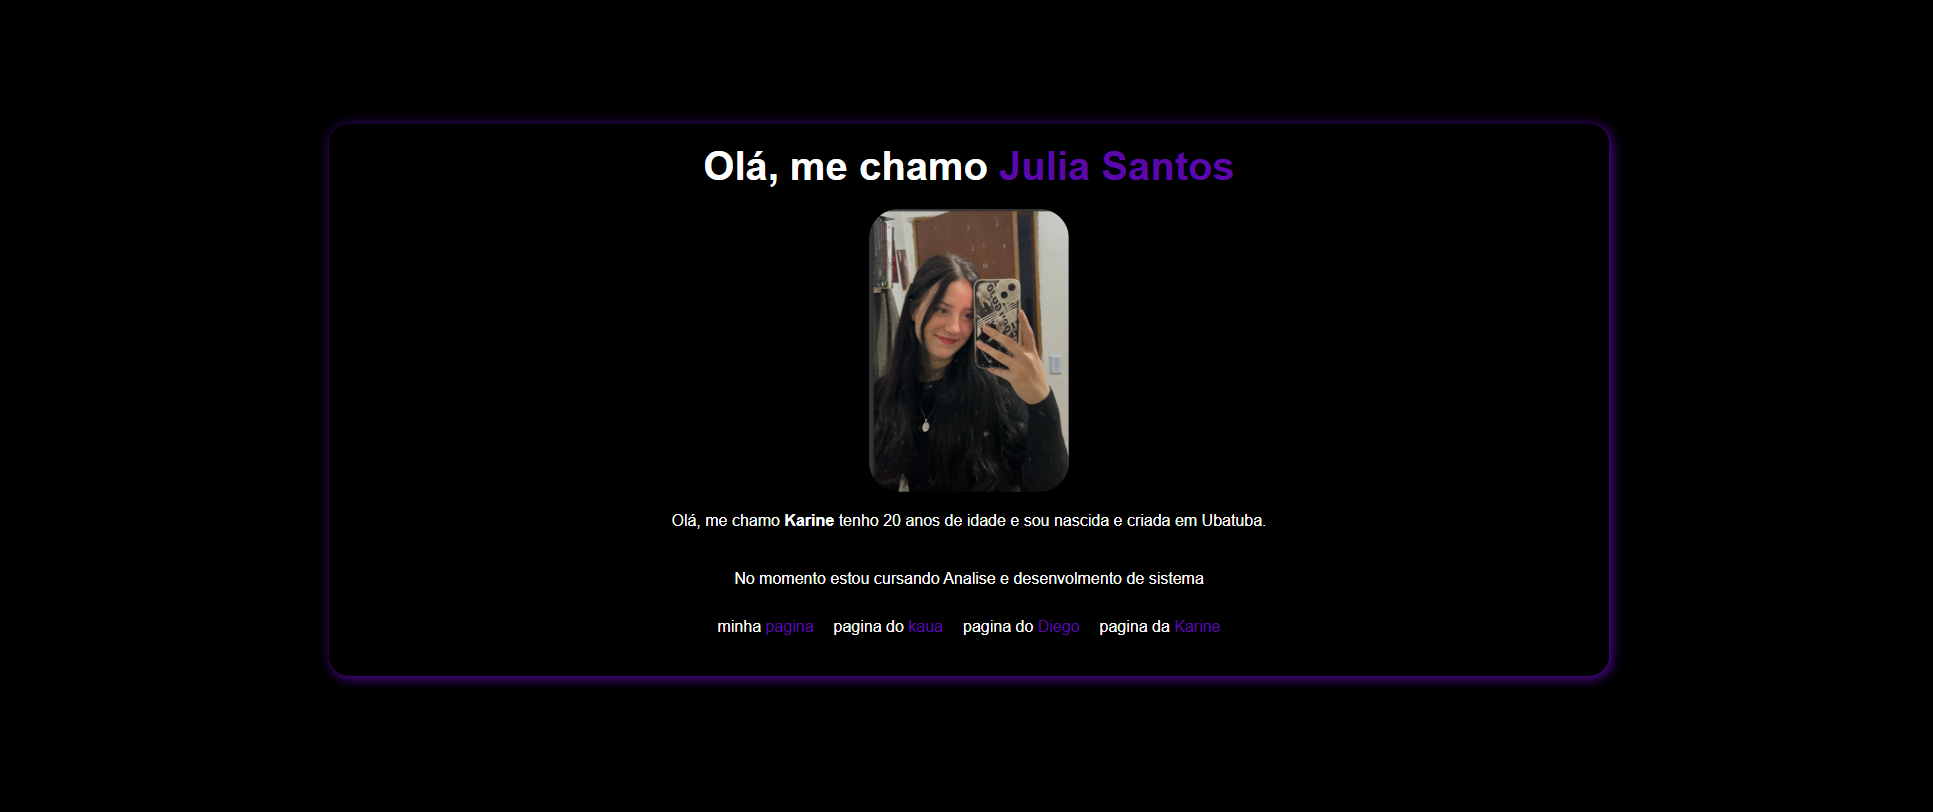 Olá, me chamo Julia Santos
Olá, me chamo Karine tenho 20 anos de idade e sou nascida e criada em Ubatuba.
No momento estou cursando Analise e desenvolmento de sistema
minha pagina pagina do kaua pagina do Diego pagina da Karine